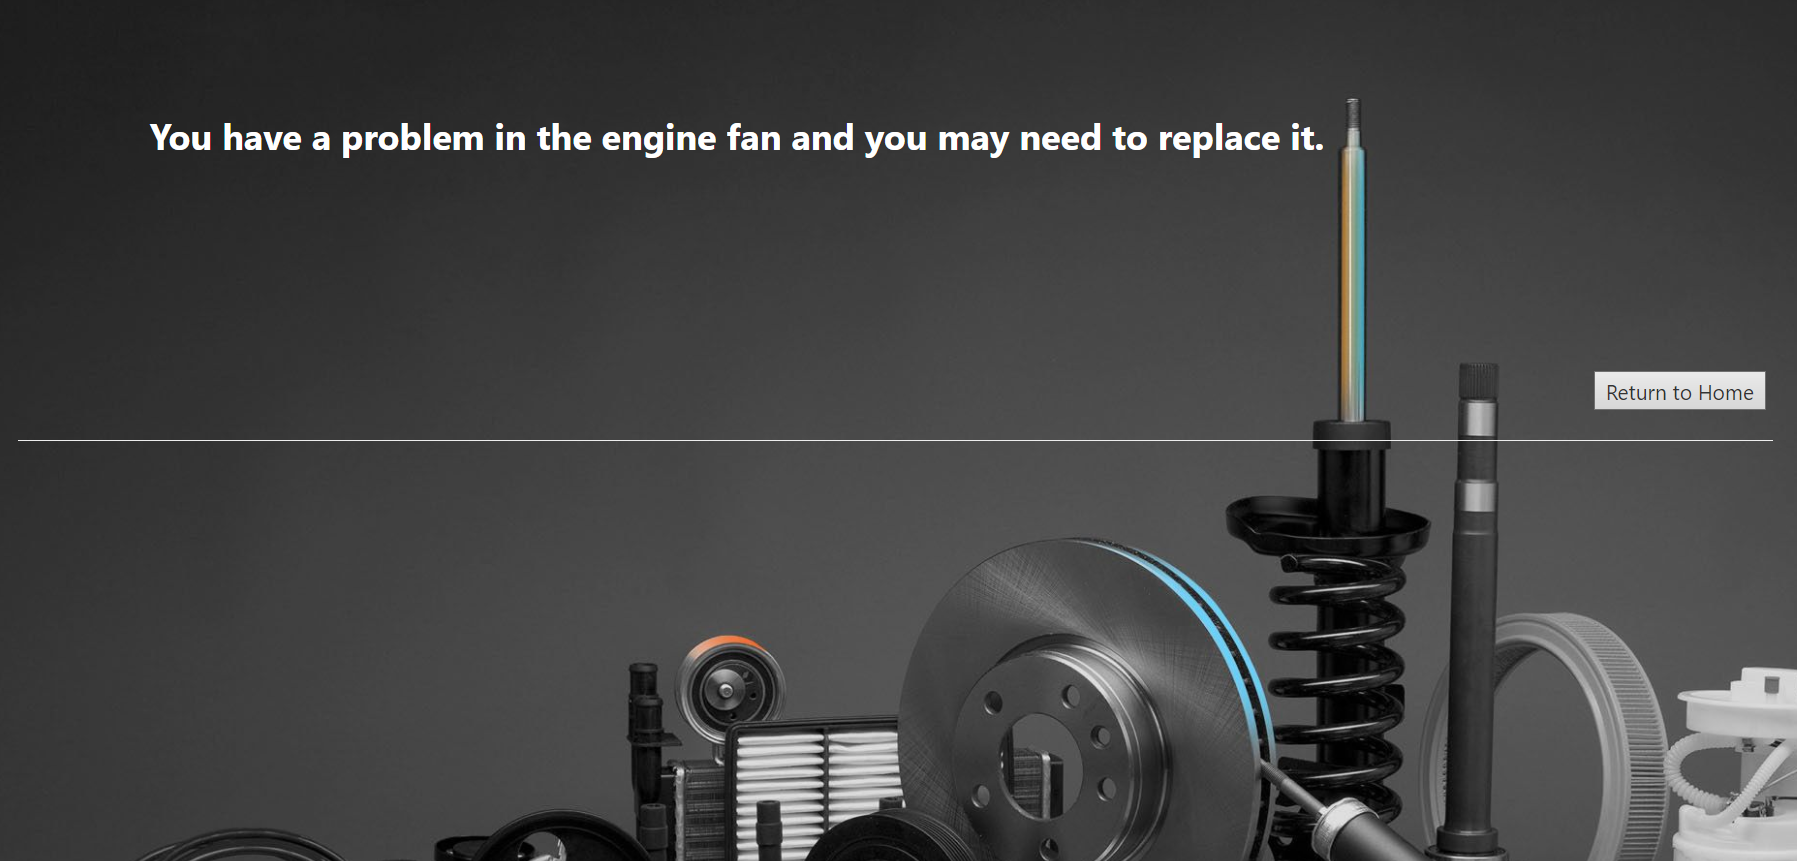 You have a problem in the engine fan and you may need to replace it.
Return to Home